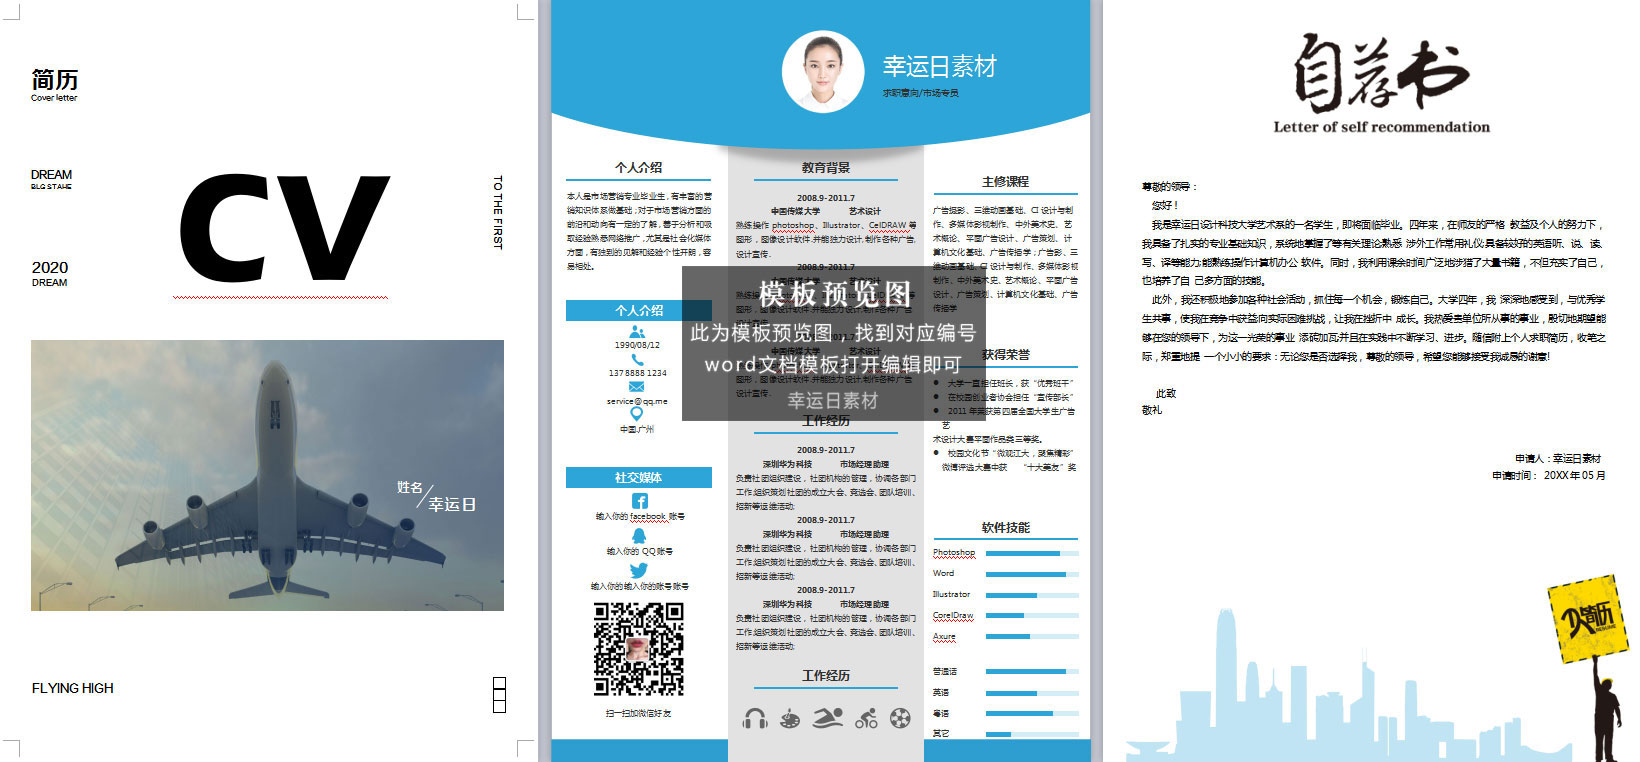 简历
Cover letter
DREAM
BLG STAHE
CV
TO THE FIRST
2020
DREAM
姓名
幸运日
FLYING HIGH
幸运日素材
求职意向/市场专员
个人介绍
本人是市场营销专业毕业生,有丰富的营
销知识体系做基础;对于市场营销方面的
前沿和动向有一定的了解,善于分析和吸
取经验熟悉网络推广,尤其是社会化媒体
方面,有独到的见解和经验个性开朗,容
易相处。
个人介绍
1990/08/12
137 8888 1234
service@qq.me
中国.广州
社交媒体
输入你的 facebook 账号
输入你的 QQ 账号
输入你的输入你的账号账号
扫一扫加微信好友
教育背景
2008.9-2011.7
中国传媒大学 艺术设计
熟练操作 photoshop、Illustrator、CelDRAW 等
图形,图像设计软件.并能独力设计,制作各种广告,
设计宣传.
2008.9-2011.7
中国传媒大学 艺术设计
图形,图像设计软件.并能独力设计,制作各种广告
图形,图像设计软件.并能独力设计,制作各种广告
设计宣传.
工作经历
2008.9-2011.7
深圳华为科技 市场经理助理
负责社团组织建设,社团机构的管理,协调各部门
工作;组织策划社团的成立大会、竞选会、团队培训、
招新等运维活动;
2008.9-2011.7
深圳华为科技 市场经理助理
负责社团组织建设,社团机构的管理,协调各部门
工作;组织策划社团的成立大会、竞选会、团队培训、
招新等运维活动;
2008.9-2011.7
深圳华为科技 市场经理助理
负责社团组织建设,社团机构的管理,协调各部门
工作;组织策划社团的成立大会、竞选会、团队培训、
招新等运维活动;
工作经历
主修课程
广告摄影、三维动画基础、CI 设计与制
作、多媒体影视制作、中外美术史、艺
术概论、平面广告设计、广告策划、计
算机文化基础、广告传播学;广告影、三
维动画基础、CI 设计与制作、多媒体影视
制作、中外美术史、艺术概论、平面广告
设计、广告策划、计算机文化基础、广告
传播学
获得荣誉
● 大学一直担任班长,获“优秀班干”
● 在校园创业者协会担任“宣传部长”
● 2011 年荣获第四届全国大学生广告
艺
术设计大赛平面作品类三等奖。
● 校园文化节“微观江大,聚焦精彩”
微博评选大赛中获 “十大美友”奖
软件技能
Photoshop
Word
Illustrator
CorelDraw
Axure
普通话
英语
粤语
其它
模板预览图
此为模板预览图，找到对应编号
word文档模板打开编辑即可
幸运日素材
自荐书
Letter of self recommendation
尊敬的领导：
您好！
我是幸运日设计科技大学艺术系的一名学生，即将面临毕业。四年来，在师友的严格 教益及个人的努力下，
我具备了扎实的专业基础知识，系统地掌握了等有关理论;熟悉 涉外工作常用礼仪;具备较好的英语听、说、读、
写、译等能力;能熟练操作计算机办公 软件。同时，我利用课余时间广泛地涉猎了大量书籍，不但充实了自己，
也培养了自 己多方面的技能。
此外，我还积极地参加各种社会活动，抓住每一个机会，锻炼自己。大学四年，我 深深地感受到，与优秀学
生共事，使我在竞争中获益;向实际困难挑战，让我在挫折中 成长。我热爱贵单位所从事的事业，殷切地期望能
够在您的领导下，为这一光荣的事业 添砖加瓦;并且在实践中不断学习、进步。随信附上个人求职简历，收笔之
际，郑重地提 一个小小的要求：无论您是否选择我，尊敬的领导，希望您能够接受我诚恳的谢意!
此致
敬礼
申请人：幸运日素材
申请时间： 20XX 年 05 月
简历
RESUME